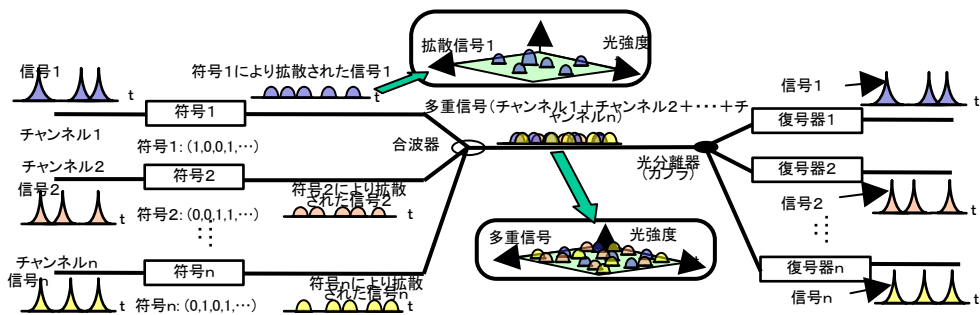 拡散信号1
光強度
信号1
t
符号1により拡散された信号1
t
符号1
チャンネル1
符号1: (1,0,0,1,…)
多重信号(チャンネル1+チャンネル2+…+チ
ャンネルn)
合波器
光分離器
(カプラ)
信号1
t
復号器1
チャンネル2
信号2
t
符号2
符号2: (0,0,1,1,…)
符号2により拡散
された信号2
t
復号器2
信号2
t
多重信号
光強度
t
チャンネルn
信号n
t
符号n
符号n: (0,1,0,1,…)
符号nにより拡散
された信号n
t
復号器n
信号n
t